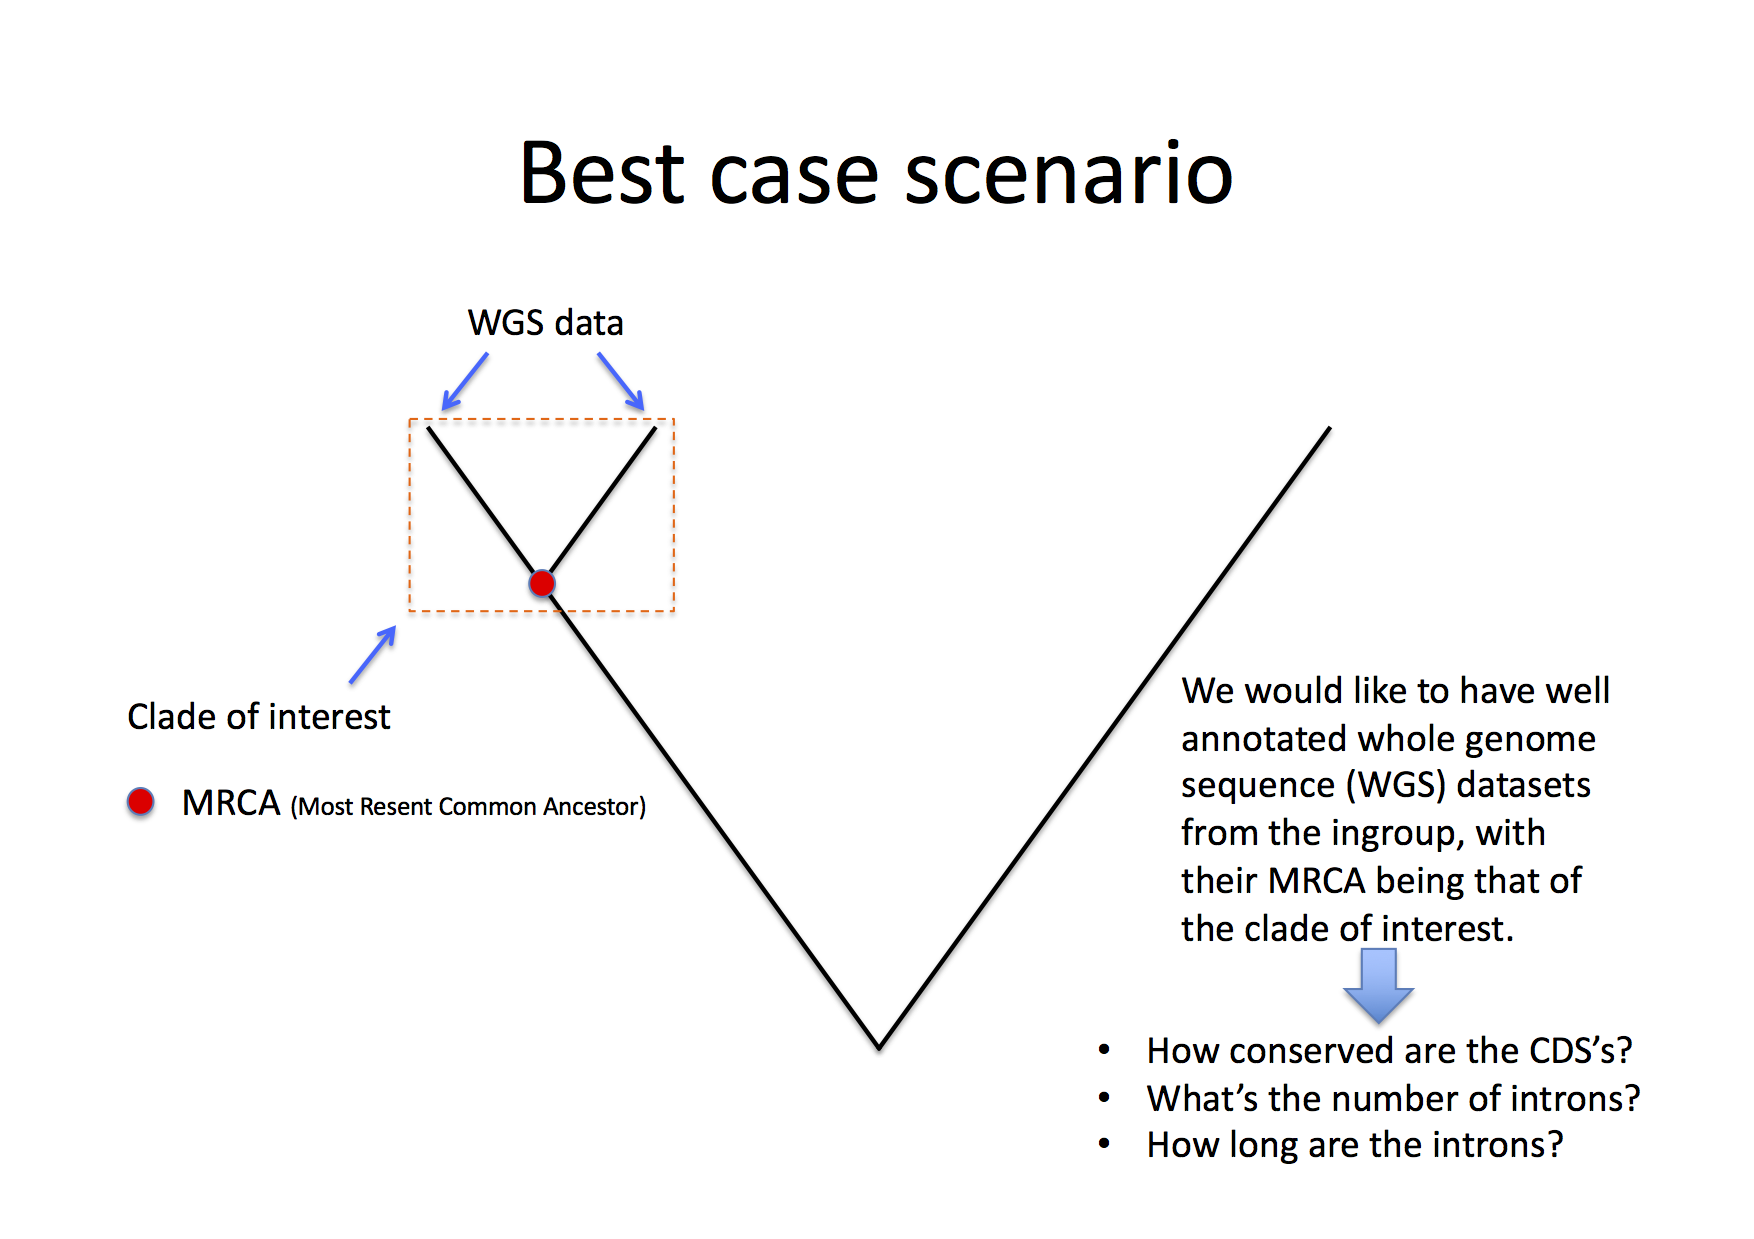 Best case scenario
WGS data
Clade of interest
MRCA (Most Resent Common Ancestor)
We would like to have well
annotated whole genome
sequence (WGS) datasets
from the ingroup, with
their MRCA being that of
the clade of interest.
• How conserved are the CDS’s?
• What’s the number of introns?
• How long are the introns?